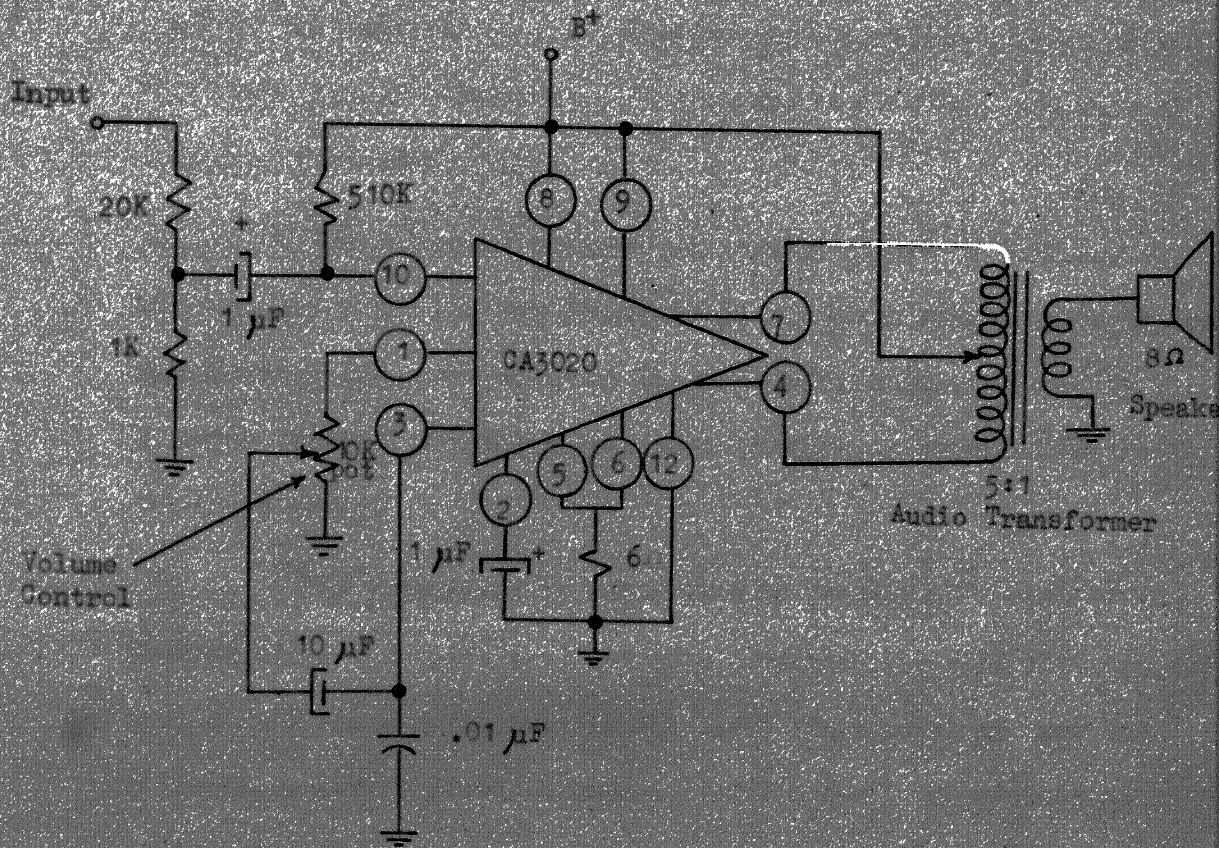 B+
Input
20K
+
510K
8
9
10
1 µF
1K
1
CA3020
7
4
8Ω
3
10K
pot
5
6
12
2
5:1
Audio Transformer
Volume
Control
1 µF
+
6
10 µF
.01 µF